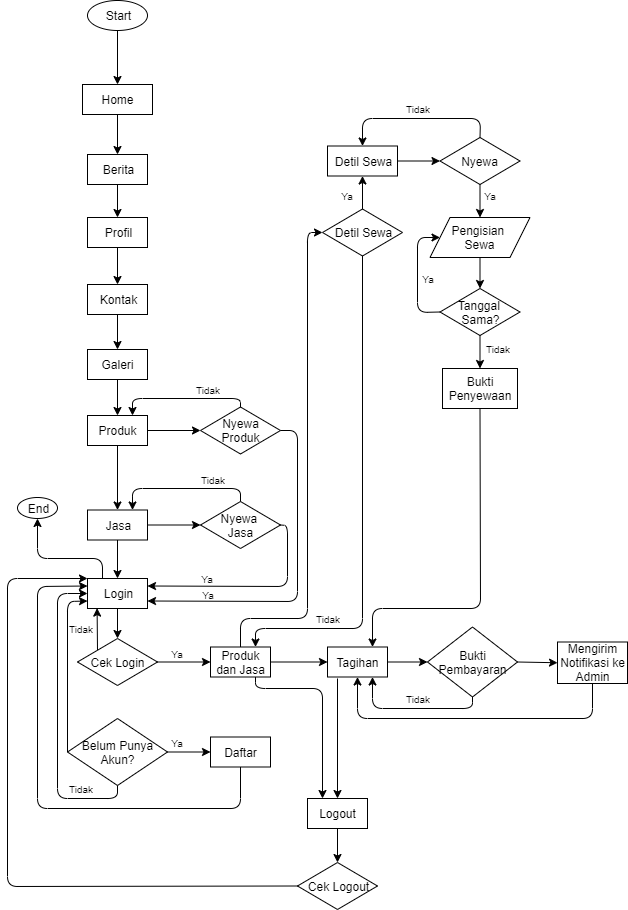 Start
Home
Berita
Profil
Kontak
Galeri
Produk
Tidak
Nyewa
Produk
Jasa
Tidak
Nyewa
Jasa
End
Ya
Ya
Login
Tidak
Cek Login
Ya
Produk
dan Jasa
Belum Punya
Akun?
Ya
Daftar
Tidak
Tidak
Detil Sewa
Nyewa
Ya
Detil Sewa
Ya
Pengisian
Sewa
Ya
Tanggal
Sama?
Tidak
Bukti
Penyewaan
Tidak
Tagihan
Bukti
Pembayaran
Tidak
Mengirim
Notifikasi ke
Admin
Logout
Cek Logout